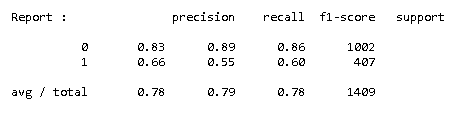 Report : precision recall f1-score support
0 0.83 0.89 0.86 1002
1 0.66 0.55 0.60 407
avg / total 0.78 0.79 0.78 1409